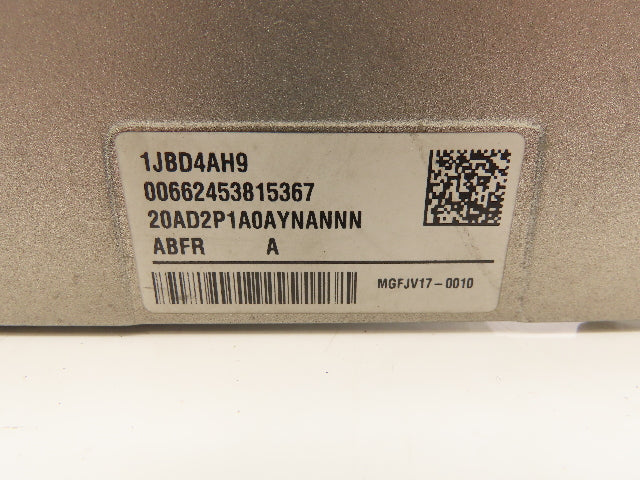 1JBD4AH9
00662453815367
20AD2P1A0AYNANNN
ABFR A
MGFJV17-0010